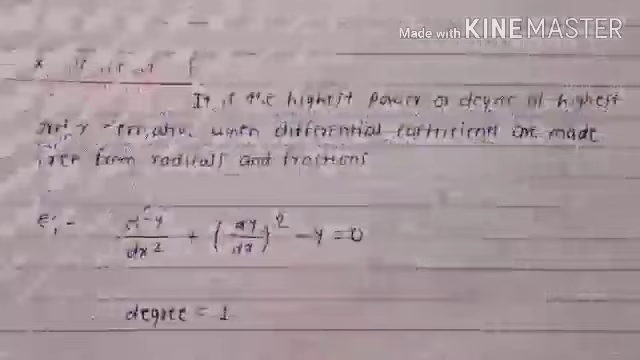 Made with KINEMASTER
It is the highest power or degree of highest
order derivative when differential coefficients are made
free from radicals and fractions
d²y/dx² + (dy/dx)² - y = 0
degree = 1